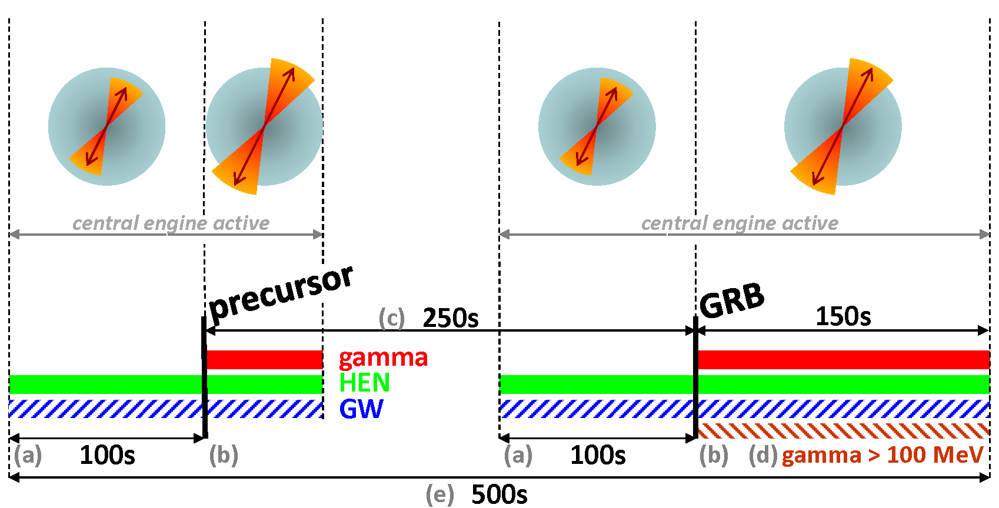 central engine active
central engine active
precursor
GRB
(c) 250s
150s
gamma
HEN
GW
(a) 100s (b)
(a) 100s (b) (d) gamma > 100 MeV
(e) 500s